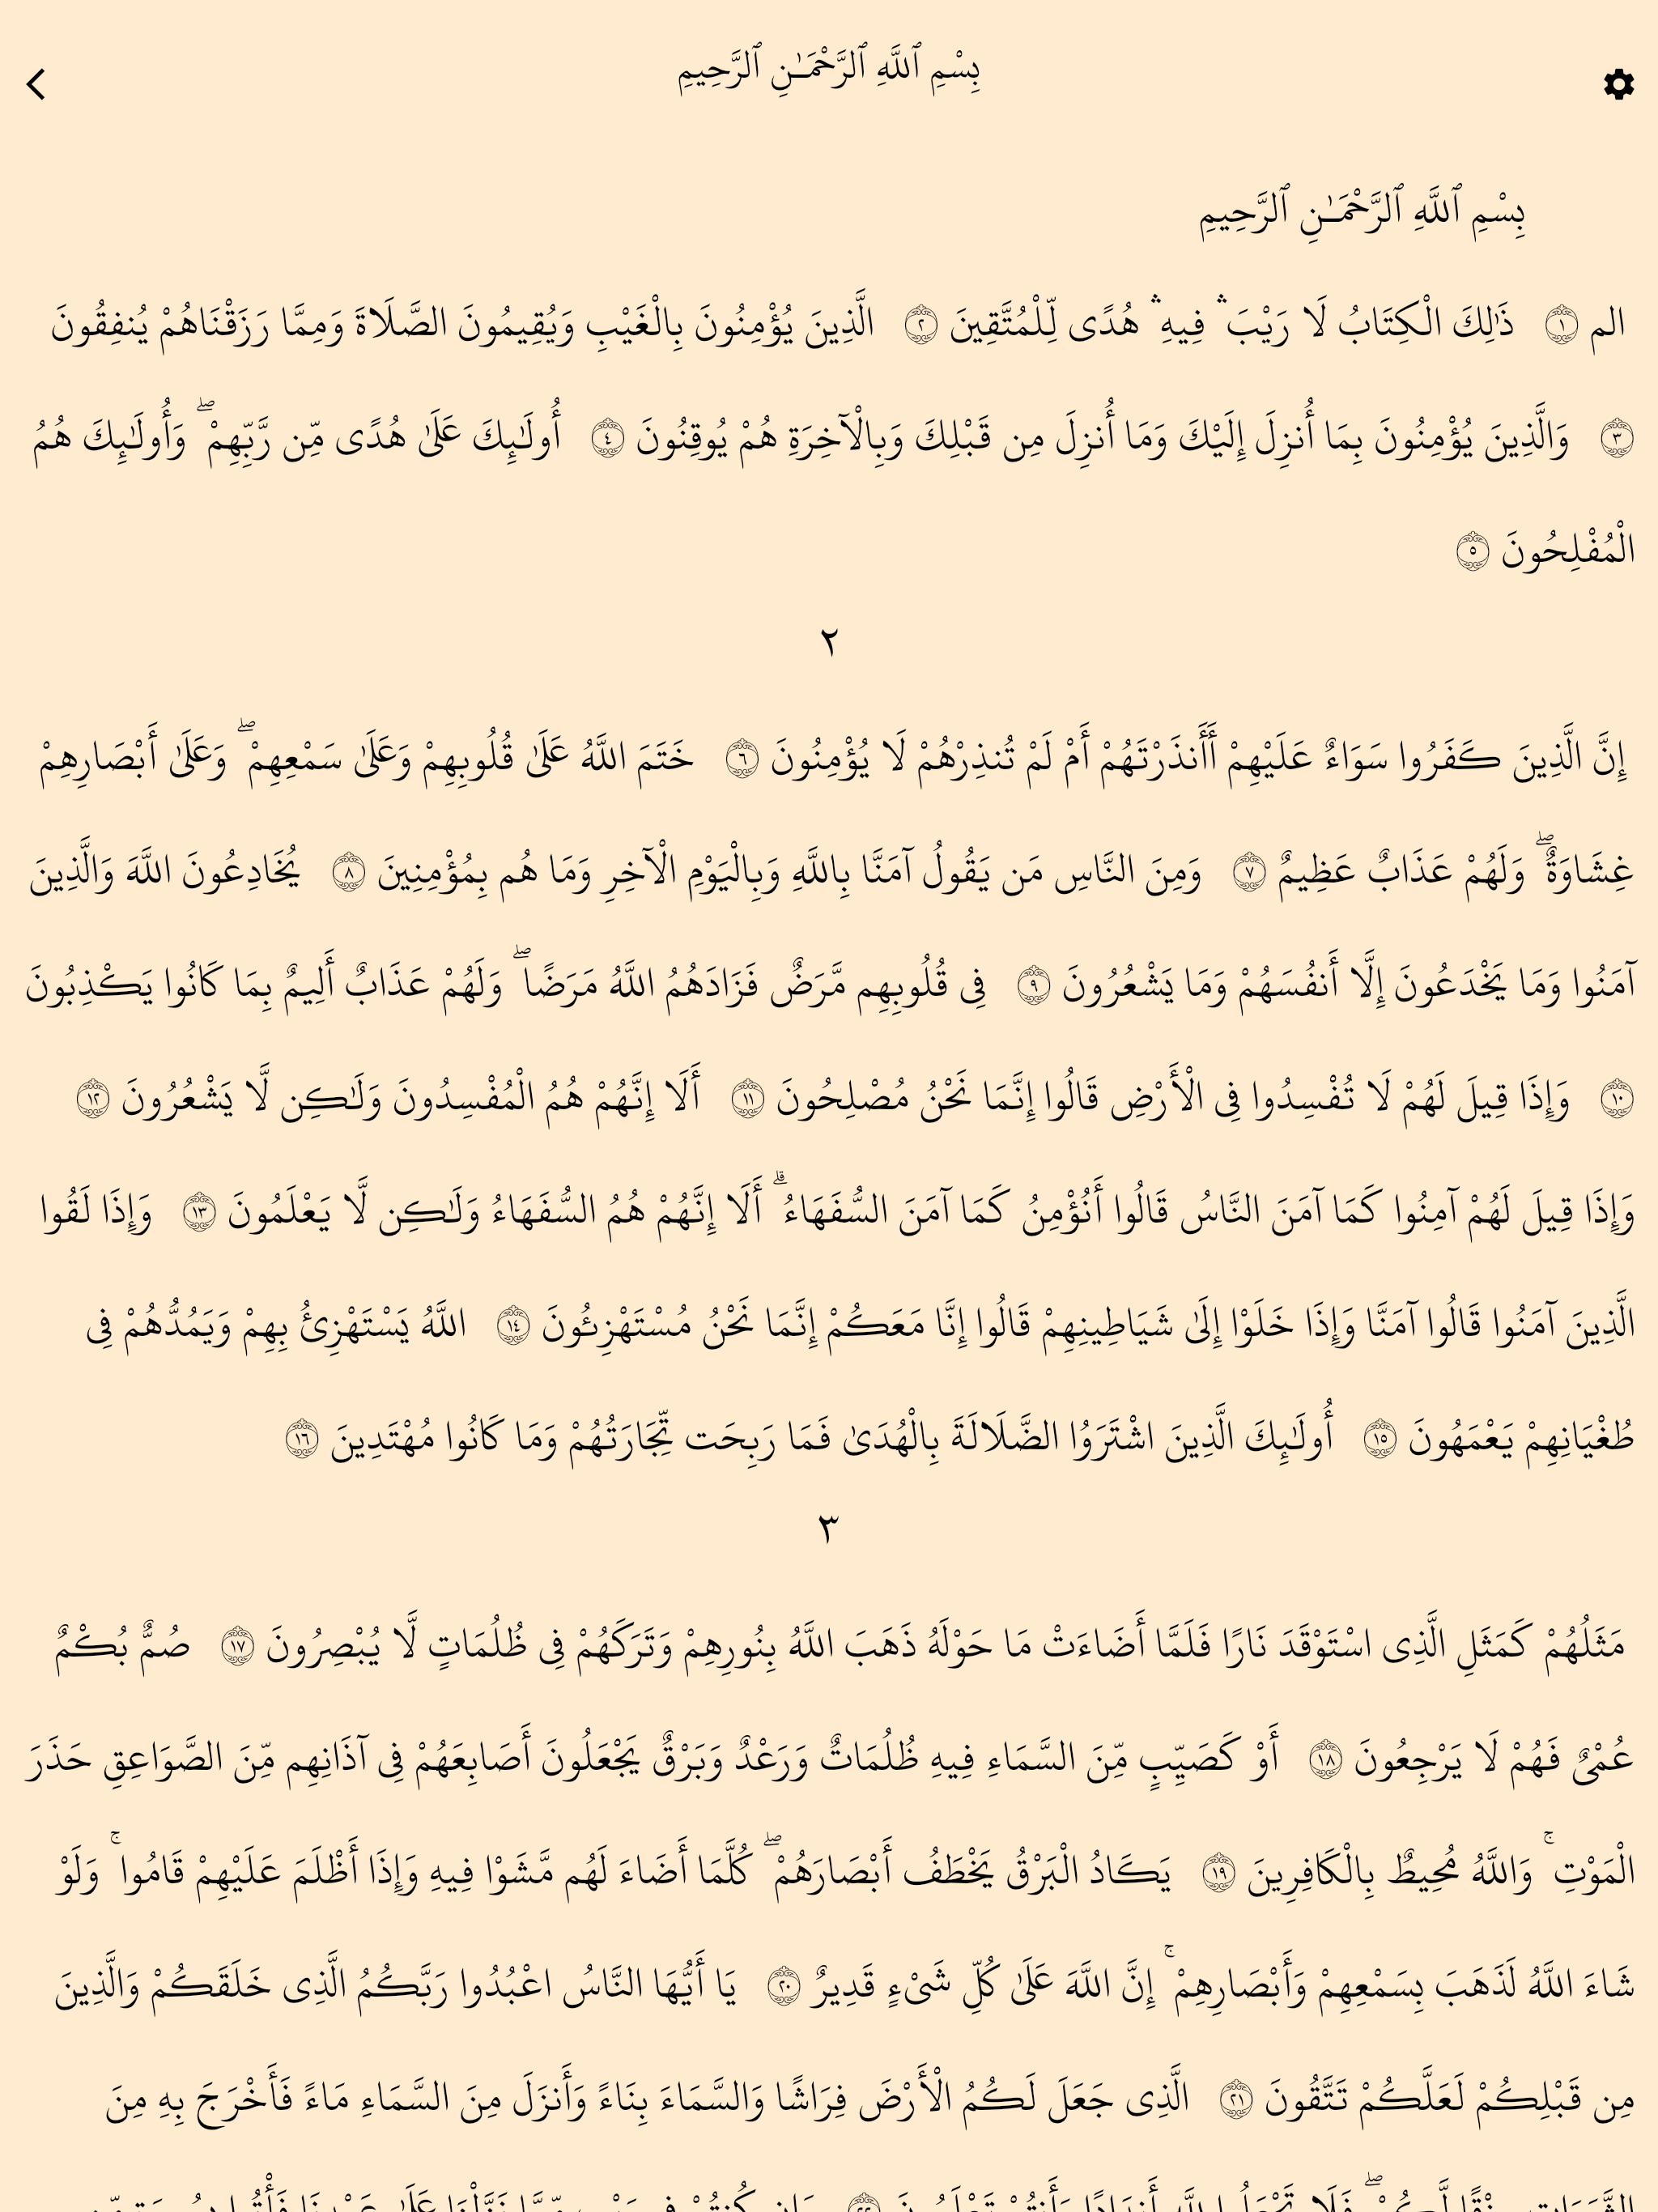 بِسْمِ ٱللَّهِ ٱلرَّحْمَـٰنِ ٱلرَّحِيمِ
بِسْمِ ٱللَّهِ ٱلرَّحْمَـٰنِ ٱلرَّحِيمِ
الم ١ ذَٰلِكَ الْكِتَابُ لَا رَيْبَ ۛ فِيهِ ۛ هُدًى لِّلْمُتَّقِينَ ٢ الَّذِينَ يُؤْمِنُونَ بِالْغَيْبِ وَيُقِيمُونَ الصَّلَاةَ وَمِمَّا رَزَقْنَاهُمْ يُنفِقُونَ
٣ وَالَّذِينَ يُؤْمِنُونَ بِمَا أُنزِلَ إِلَيْكَ وَمَا أُنزِلَ مِن قَبْلِكَ وَبِالْآخِرَةِ هُمْ يُوقِنُونَ ٤ أُولَـٰئِكَ عَلَىٰ هُدًى مِّن رَّبِّهِمْ ۖ وَأُولَـٰئِكَ هُمُ
الْمُفْلِحُونَ ٥
٢
إِنَّ الَّذِينَ كَفَرُوا سَوَاءٌ عَلَيْهِمْ أَأَنذَرْتَهُمْ أَمْ لَمْ تُنذِرْهُمْ لَا يُؤْمِنُونَ ٦ خَتَمَ اللَّهُ عَلَىٰ قُلُوبِهِمْ وَعَلَىٰ سَمْعِهِمْ ۖ وَعَلَىٰ أَبْصَارِهِمْ
غِشَاوَةٌ ۖ وَلَهُمْ عَذَابٌ عَظِيمٌ ٧ وَمِنَ النَّاسِ مَن يَقُولُ آمَنَّا بِاللَّهِ وَبِالْيَوْمِ الْآخِرِ وَمَا هُم بِمُؤْمِنِينَ ٨ يُخَادِعُونَ اللَّهَ وَالَّذِينَ
آمَنُوا وَمَا يَخْدَعُونَ إِلَّا أَنفُسَهُمْ وَمَا يَشْعُرُونَ ٩ فِي قُلُوبِهِم مَّرَضٌ فَزَادَهُمُ اللَّهُ مَرَضًا ۖ وَلَهُمْ عَذَابٌ أَلِيمٌ بِمَا كَانُوا يَكْذِبُونَ
١٠ وَإِذَا قِيلَ لَهُمْ لَا تُفْسِدُوا فِي الْأَرْضِ قَالُوا إِنَّمَا نَحْنُ مُصْلِحُونَ ١١ أَلَا إِنَّهُمْ هُمُ الْمُفْسِدُونَ وَلَـٰكِن لَّا يَشْعُرُونَ ١٢
وَإِذَا قِيلَ لَهُمْ آمِنُوا كَمَا آمَنَ النَّاسُ قَالُوا أَنُؤْمِنُ كَمَا آمَنَ السُّفَهَاءُ ۗ أَلَا إِنَّهُمْ هُمُ السُّفَهَاءُ وَلَـٰكِن لَّا يَعْلَمُونَ ١٣ وَإِذَا لَقُوا
الَّذِينَ آمَنُوا قَالُوا آمَنَّا وَإِذَا خَلَوْا إِلَىٰ شَيَاطِينِهِمْ قَالُوا إِنَّا مَعَكُمْ إِنَّمَا نَحْنُ مُسْتَهْزِئُونَ ١٤ اللَّهُ يَسْتَهْزِئُ بِهِمْ وَيَمُدُّهُمْ فِي
طُغْيَانِهِمْ يَعْمَهُونَ ١٥ أُولَـٰئِكَ الَّذِينَ اشْتَرَوُا الضَّلَالَةَ بِالْهُدَىٰ فَمَا رَبِحَت تِّجَارَتُهُمْ وَمَا كَانُوا مُهْتَدِينَ ١٦
٣
مَثَلُهُمْ كَمَثَلِ الَّذِي اسْتَوْقَدَ نَارًا فَلَمَّا أَضَاءَتْ مَا حَوْلَهُ ذَهَبَ اللَّهُ بِنُورِهِمْ وَتَرَكَهُمْ فِي ظُلُمَاتٍ لَّا يُبْصِرُونَ ١٧ صُمٌّ بُكْمٌ
عُمْيٌ فَهُمْ لَا يَرْجِعُونَ ١٨ أَوْ كَصَيِّبٍ مِّنَ السَّمَاءِ فِيهِ ظُلُمَاتٌ وَرَعْدٌ وَبَرْقٌ يَجْعَلُونَ أَصَابِعَهُمْ فِي آذَانِهِم مِّنَ الصَّوَاعِقِ حَذَرَ
الْمَوْتِ ۚ وَاللَّهُ مُحِيطٌ بِالْكَافِرِينَ ١٩ يَكَادُ الْبَرْقُ يَخْطَفُ أَبْصَارَهُمْ ۖ كُلَّمَا أَضَاءَ لَهُم مَّشَوْا فِيهِ وَإِذَا أَظْلَمَ عَلَيْهِمْ قَامُوا ۚ وَلَوْ
شَاءَ اللَّهُ لَذَهَبَ بِسَمْعِهِمْ وَأَبْصَارِهِمْ ۚ إِنَّ اللَّهَ عَلَىٰ كُلِّ شَيْءٍ قَدِيرٌ ٢٠ يَا أَيُّهَا النَّاسُ اعْبُدُوا رَبَّكُمُ الَّذِي خَلَقَكُمْ وَالَّذِينَ
مِن قَبْلِكُمْ لَعَلَّكُمْ تَتَّقُونَ ٢١ الَّذِي جَعَلَ لَكُمُ الْأَرْضَ فِرَاشًا وَالسَّمَاءَ بِنَاءً وَأَنزَلَ مِنَ السَّمَاءِ مَاءً فَأَخْرَجَ بِهِ مِنَ